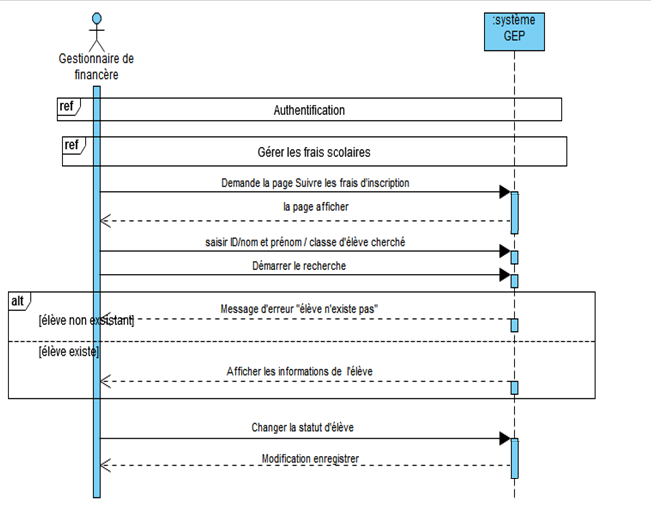 :système
GEP
Gestionnaire de
financère
ref
Authentification
ref
Gérer les frais scolaires
Demande la page Suivre les frais d'inscription
la page afficher
saisir ID/nom et prénom / classe d'élève cherché
Démarrer le recherche
alt
Message d'erreur "élève n'existe pas"
[élève non exsistant]
[élève existe]
Afficher les informations de l'élève
Changer la statut d'élève
Modification enregistrer